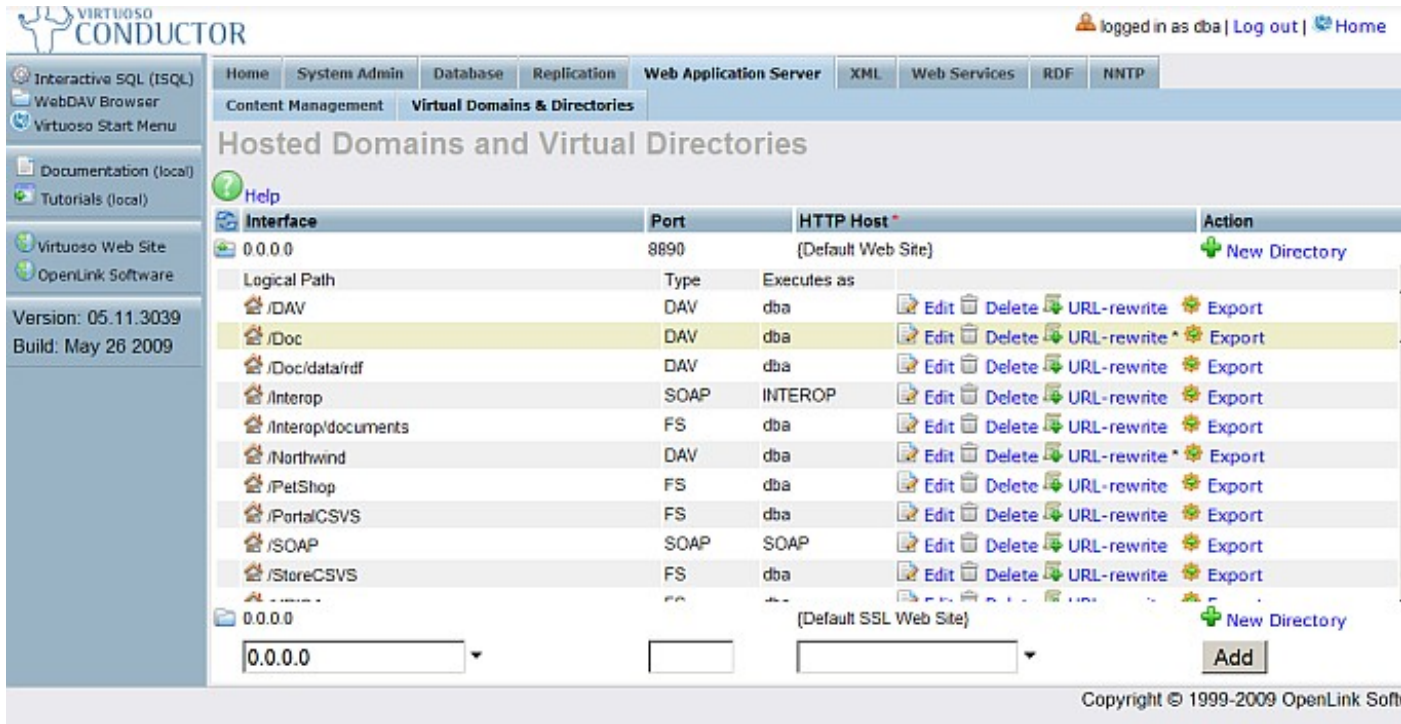 VIRTUOSO
CONDUCTOR
logged in as dba | Log out | Home
Interactive SQL (ISQL)
WebDAV Browser
Virtuoso Start Menu
Documentation (local)
Tutorials (local)
Virtuoso Web Site
OpenLink Software
Version: 05.11.3039
Build: May 26 2009
Home System Admin Database Replication Web Application Server XML Web Services RDF NNTP
Content Management Virtual Domains & Directories
Hosted Domains and Virtual Directories
Help
Interface Port HTTP Host * Action
0.0.0.0 8890 {Default Web Site} New Directory
Logical Path Type Executes as
/DAV DAV dba Edit Delete URL-rewrite Export
/Doc DAV dba Edit Delete URL-rewrite * Export
/Doc/data/rdf DAV dba Edit Delete URL-rewrite Export
/Interop SOAP INTEROP Edit Delete URL-rewrite Export
/Interop/documents FS dba Edit Delete URL-rewrite Export
/Northwind DAV dba Edit Delete URL-rewrite * Export
/PetShop FS dba Edit Delete URL-rewrite Export
/PortalCSVS FS dba Edit Delete URL-rewrite Export
/SOAP SOAP SOAP Edit Delete URL-rewrite Export
/StoreCSVS FS dba Edit Delete URL-rewrite Export
0.0.0.0 {Default SSL Web Site} New Directory
0.0.0.0 Add
Copyright © 1999-2009 OpenLink Soft